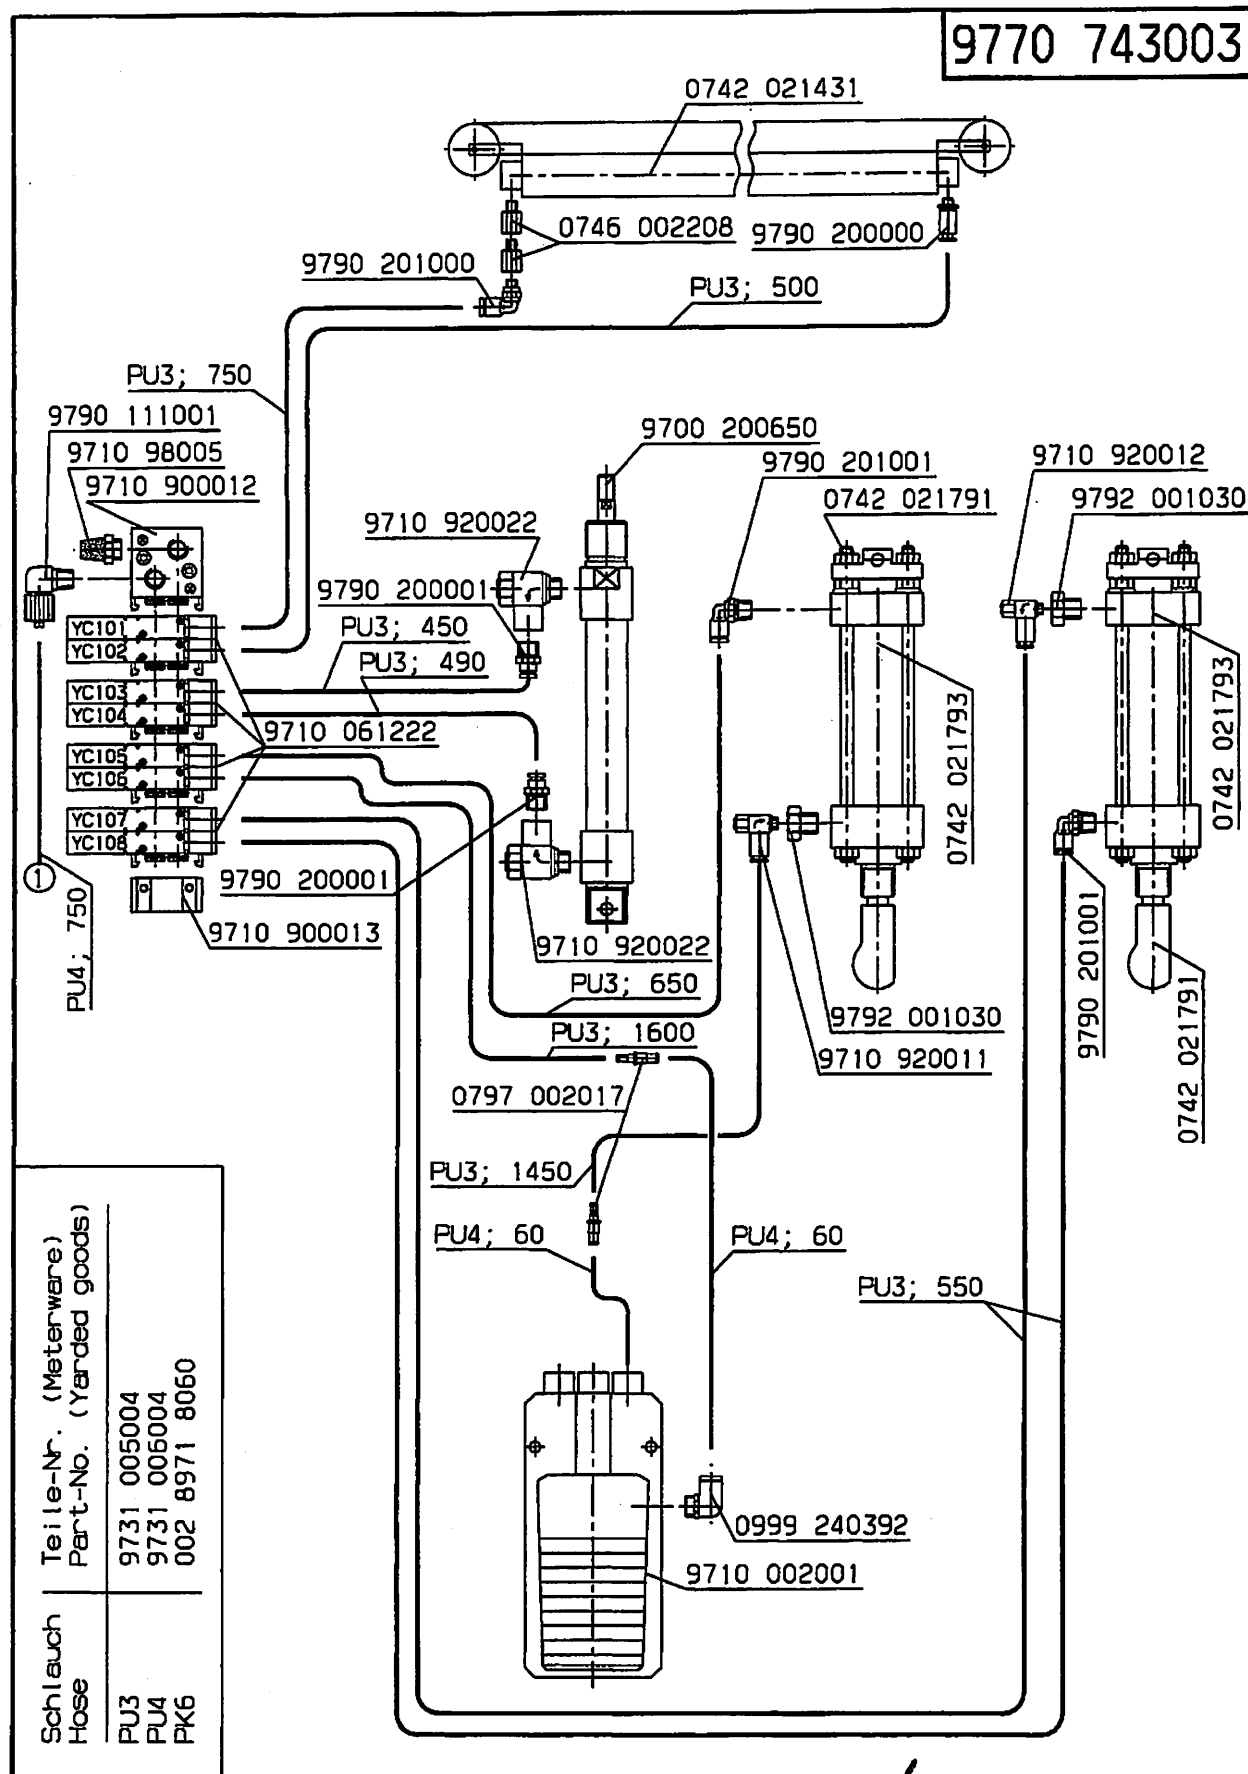 9770 743003
0742 021431
0746 002208
9790 200000
9790 201000
PU3; 500
PU3; 750
9790 111001
9710 98005
9710 900012
9700 200650
9790 201001
0742 021791
9710 920012
9792 001030
9710 920022
9790 200001
PU3; 450
PU3; 490
YC101
YC102
YC103
YC104
YC105
YC106
YC107
YC108
9710 061222
0742 021793
0742 021793
1
PU4; 750
9790 200001
9710 900013
9710 920022
PU3; 650
9792 001030
9790 201001
0742 021791
PU3; 1600
9710 920011
0797 002017
PU3; 1450
PU4; 60
PU4; 60
PU3; 550
0999 240392
9710 002001
Schlauch Teile-Nr. (Meterware)
Hose Part-No. (Yarded goods)
PU3 9731 005004
PU4 9731 006004
PK6 002 8971 8060